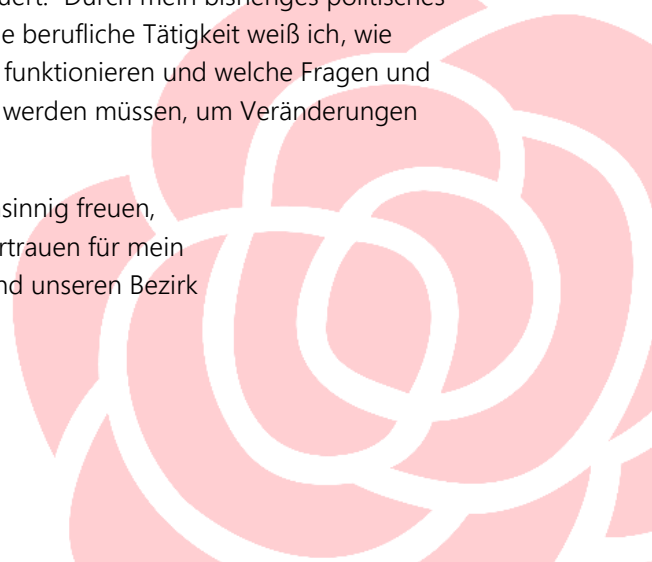 uert. Durch mein bisheriges politisches
e berufliche Tätigkeit weiß ich, wie
funktionieren und welche Fragen und
werden müssen, um Veränderungen
sinnig freuen,
rtrauen für mein
nd unseren Bezirk